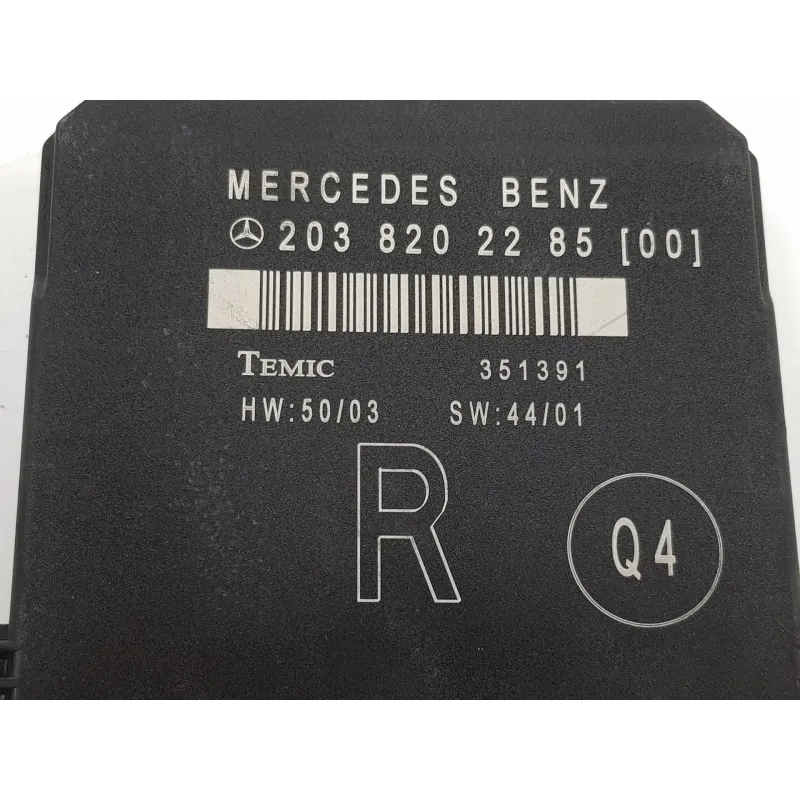 MERCEDES BENZ
203 820 22 85 [00]
TEMIC 351391
HW:50/03 SW:44/01
R
Q4